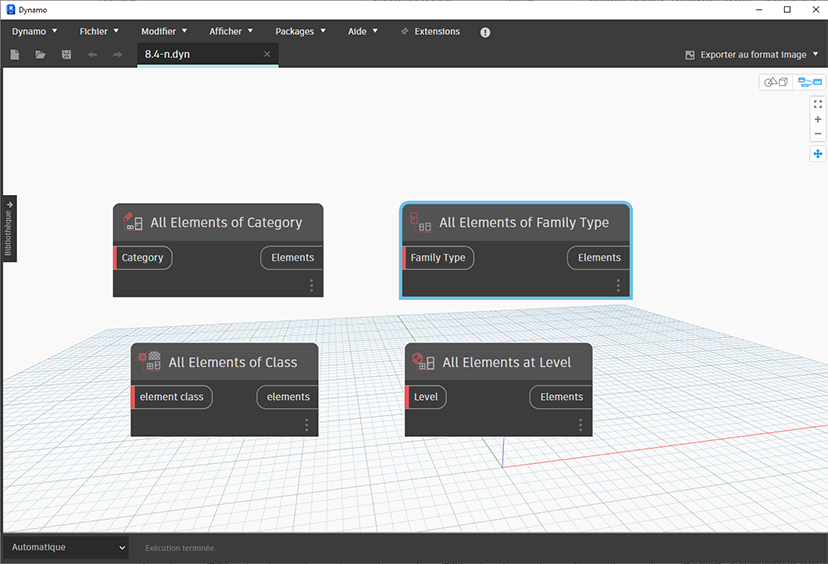 Dynamo
Dynamo Fichier Modifier Afficher Packages Aide Extensions
8.4-n.dyn
Exporter au format image
Bibliothèque
All Elements of Category
Category Elements
All Elements of Family Type
Family Type Elements
All Elements of Class
element class elements
All Elements at Level
Level Elements
Automatique
Exécution terminée.